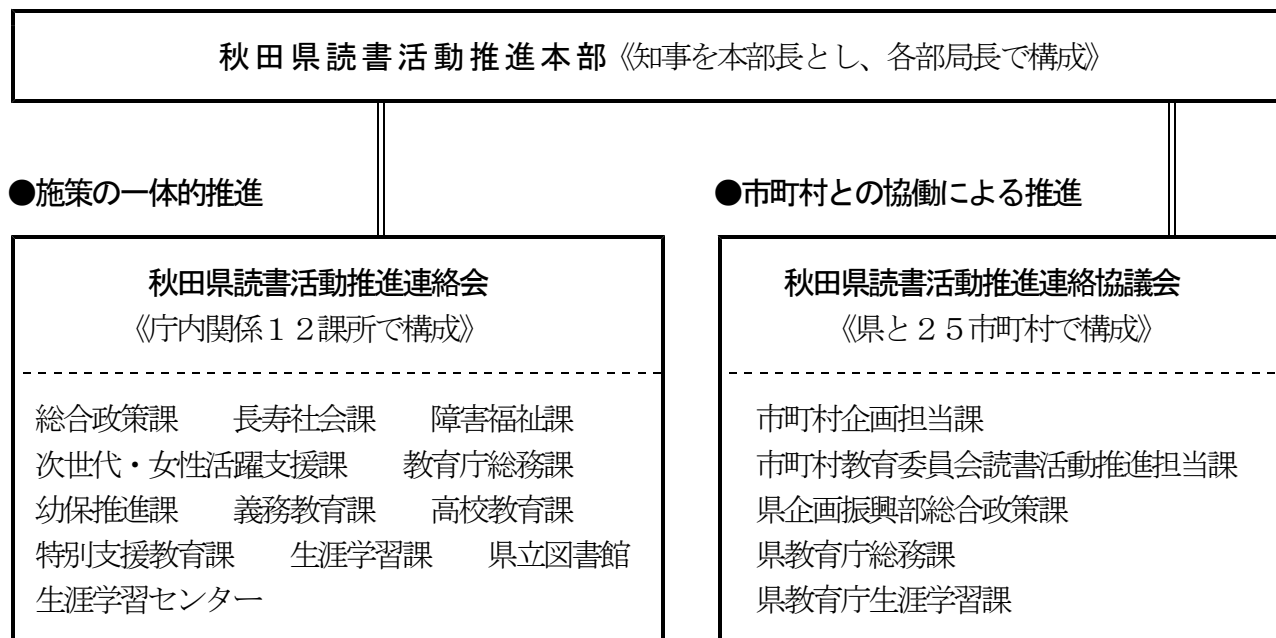 秋田県読書活動推進本部《知事を本部長とし、各部局長で構成》
●施策の一体的推進
秋田県読書活動推進連絡会
《庁内関係１２課所で構成》
総合政策課　　長寿社会課　　障害福祉課
次世代・女性活躍支援課　　教育庁総務課
幼保推進課　　義務教育課　　高校教育課
特別支援教育課　　生涯学習課　　県立図書館
生涯学習センター
●市町村との協働による推進
秋田県読書活動推進連絡協議会
《県と２５市町村で構成》
市町村企画担当課
市町村教育委員会読書活動推進担当課
県企画振興部総合政策課
県教育庁総務課
県教育庁生涯学習課